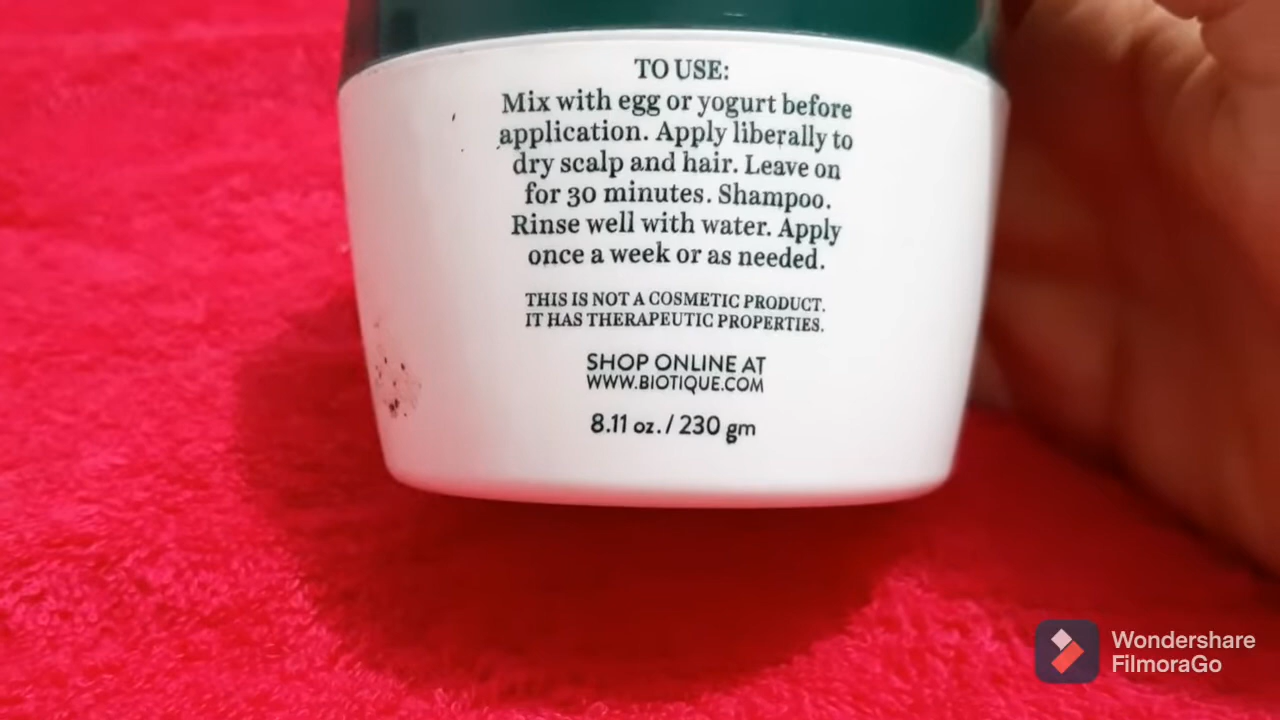 TO USE:
Mix with egg or yogurt before
application. Apply liberally to
dry scalp and hair. Leave on
for 30 minutes. Shampoo.
Rinse well with water. Apply
once a week or as needed.
THIS IS NOT A COSMETIC PRODUCT.
IT HAS THERAPEUTIC PROPERTIES.
SHOP ONLINE AT
WWW.BIOTIQUE.COM
8.11 oz. / 230 gm
Wondershare
FilmoraGo